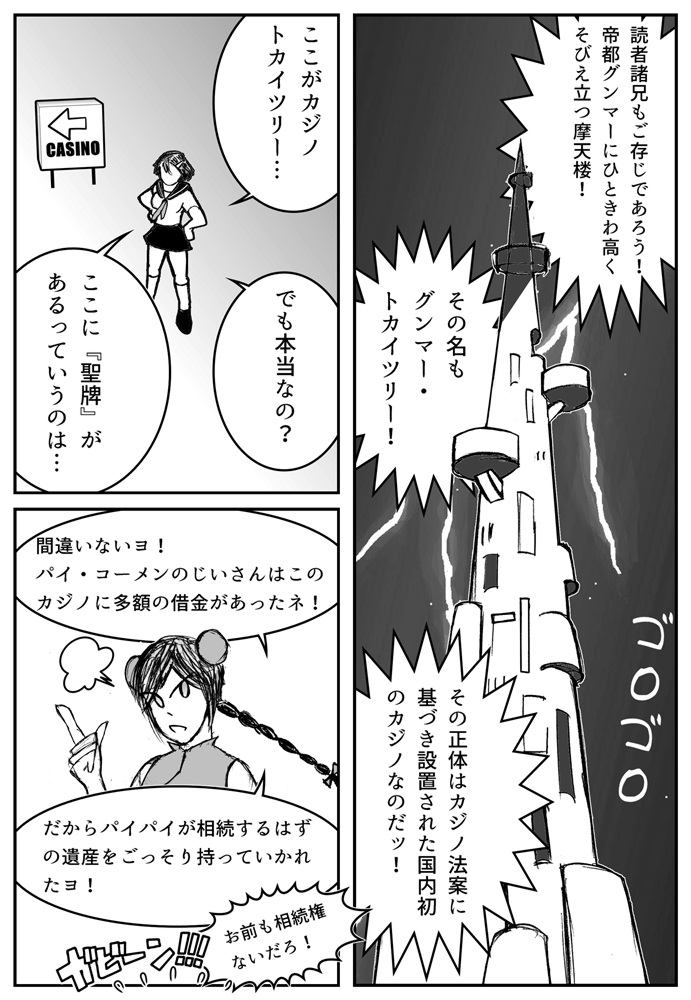 読者諸兄もご存じであろう！
帝都グンマーにひときわ高く
そびえ立つ摩天楼！
その名も
グンマー・
トカイツリー！
その正体はカジノ法案に
基づき設置された国内初
のカジノなのだッ！
ゴロゴロ
ここがカジノ
トカイツリー…
CASINO
でも本当なの？
ここに『聖牌』が
あるっていうのは…
間違いないヨ！
パイ・コーメンのじいさんはこの
カジノに多額の借金があったネ！
だからパイパイが相続するはず
の遺産をごっそり持っていかれ
たヨ！
お前も相続権
ないだろ！
ガビーン!!!